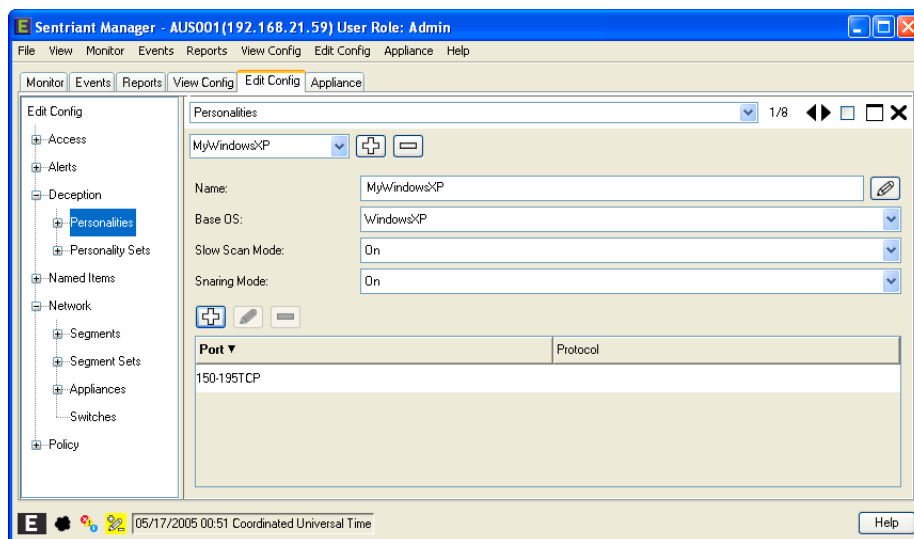 E Sentriant Manager - AUS001(192.168.21.59) User Role: Admin
File View Monitor Events Reports View Config Edit Config Appliance Help
Monitor Events Reports View Config Edit Config Appliance
Edit Config
Access
Alerts
Deception
Personalities
Personality Sets
Named Items
Network
Segments
Segment Sets
Appliances
Switches
Policy
Personalities 1/8
MyWindowsXP
Name: MyWindowsXP
Base OS: WindowsXP
Slow Scan Mode: On
Snaring Mode: On
Port Protocol
150-195TCP
E 05/17/2005 00:51 Coordinated Universal Time Help